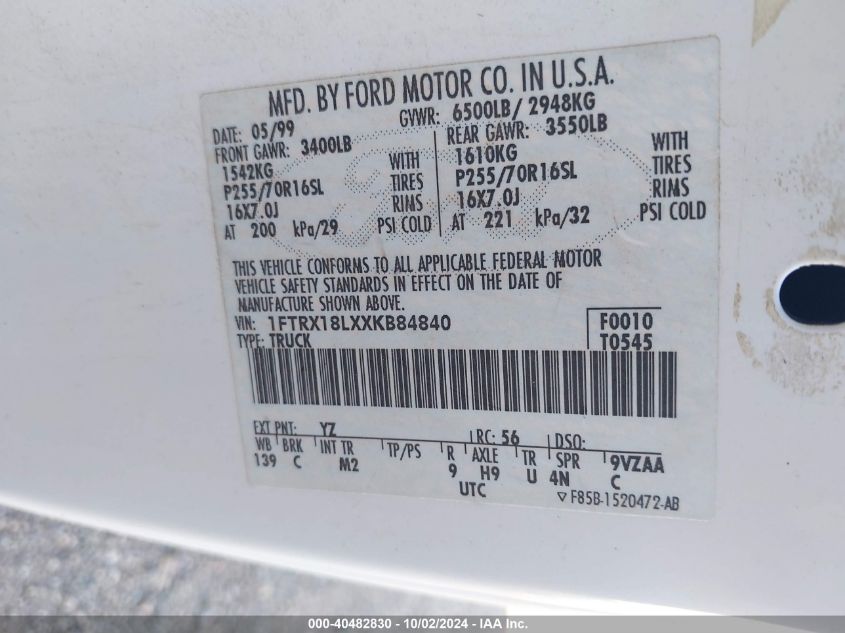 MFD. BY FORD MOTOR CO. IN U.S.A.
DATE: 05/99 GVWR: 6500LB/ 2948KG
FRONT GAWR: 3400LB REAR GAWR: 3550LB
1542KG WITH 1610KG WITH
P255/70R16SL TIRES P255/70R16SL TIRES
16X7.0J RIMS 16X7.0J RIMS
AT 200 kPa/29 PSI COLD AT 221 kPa/32 PSI COLD
THIS VEHICLE CONFORMS TO ALL APPLICABLE FEDERAL MOTOR
VEHICLE SAFETY STANDARDS IN EFFECT ON THE DATE OF
MANUFACTURE SHOWN ABOVE.
VIN: 1FTRX18LXXKB84840 F0010
TYPE: TRUCK T0545
EXT PNT: YZ RC: 56 DSO:
WB BRK INT TR TP/PS R AXLE TR SPR 9VZAA
139 C M2 9 H9 U 4N C
UTC ▽ F85B-1520472-AB
000-40482830 - 10/02/2024 - IAA Inc.